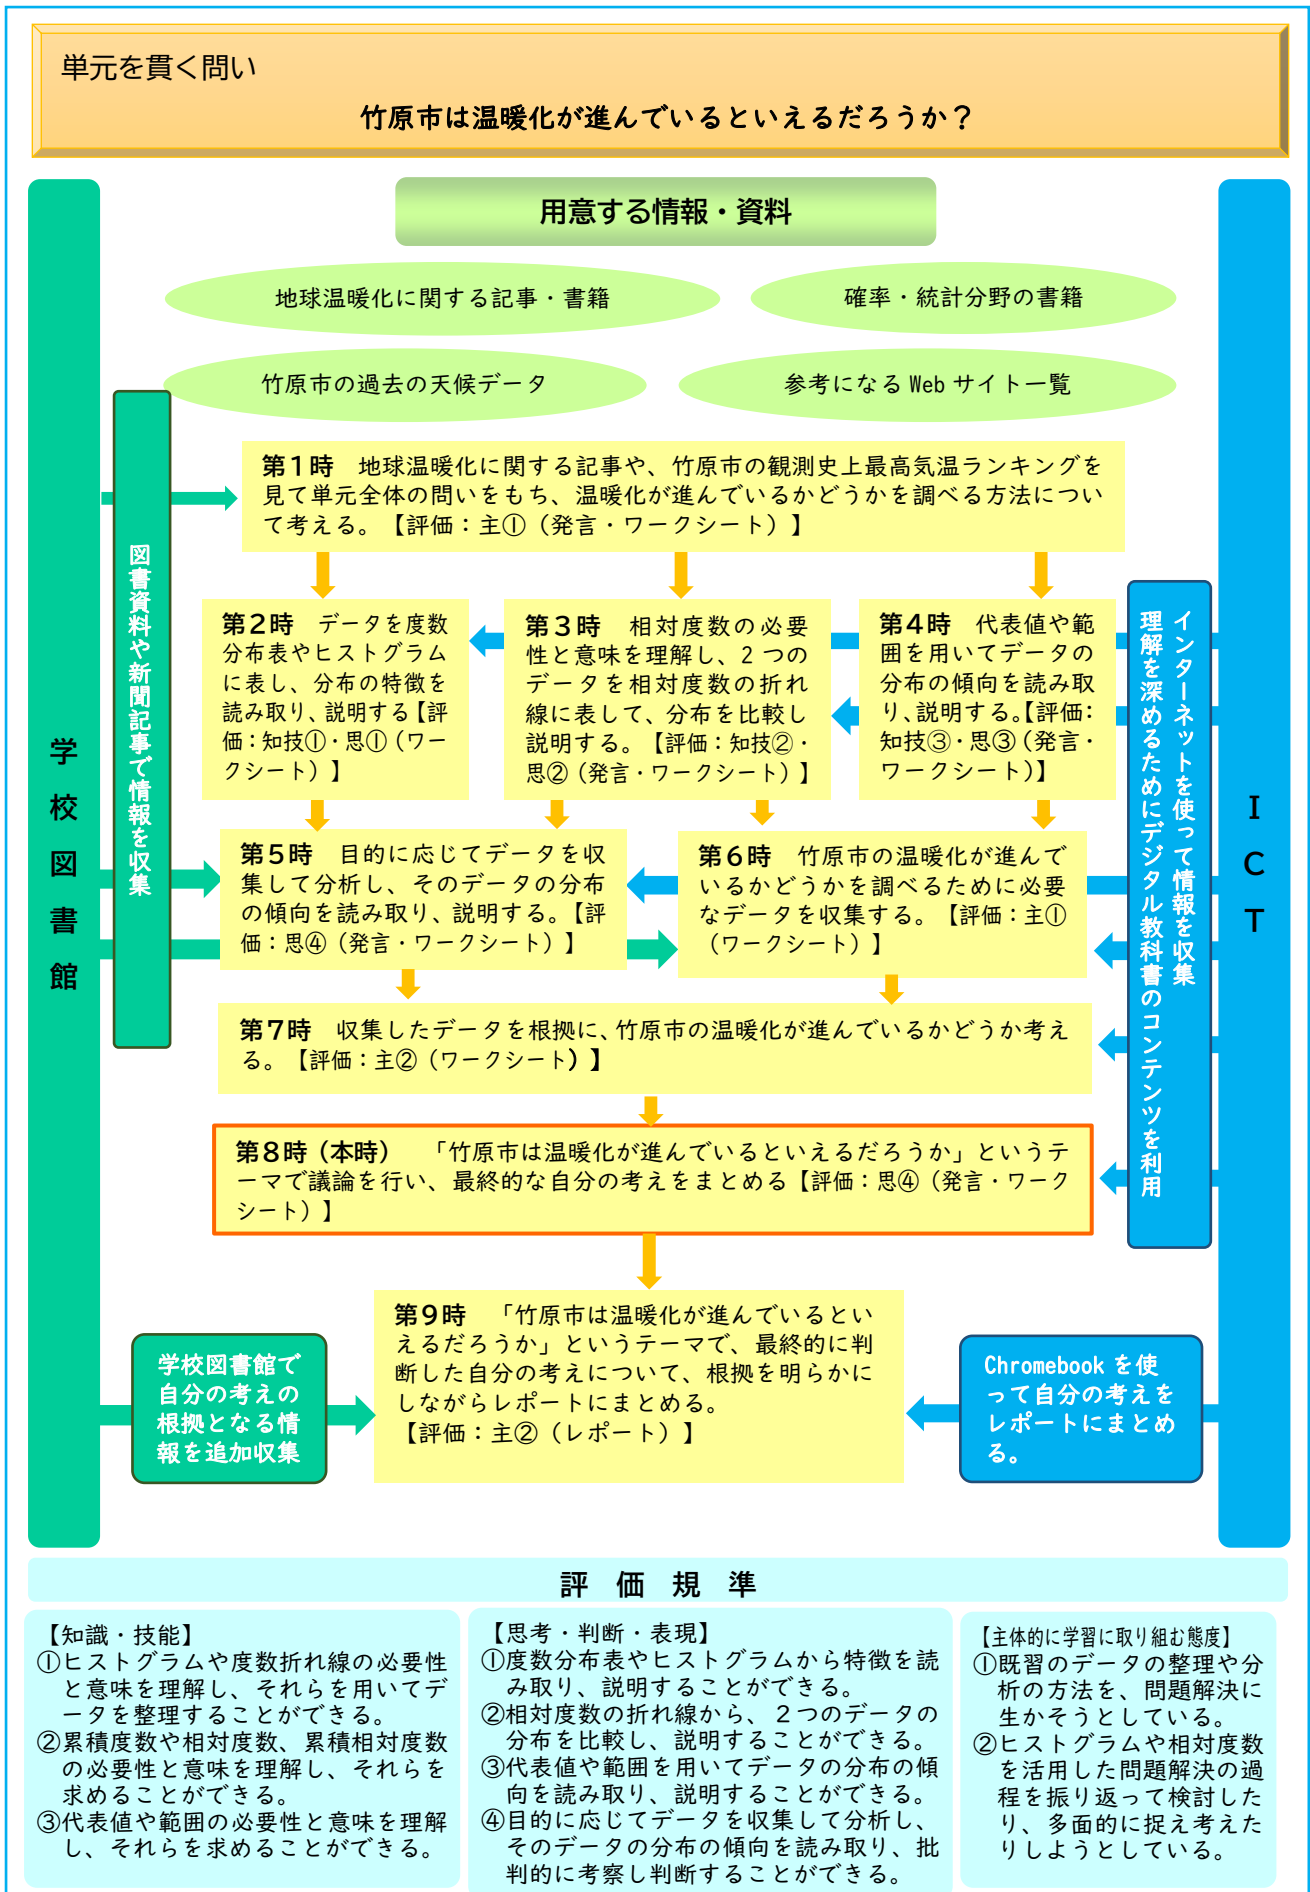 単元を貫く問い
竹原市は温暖化が進んでいるといえるだろうか？
用意する情報・資料
地球温暖化に関する記事・書籍
確率・統計分野の書籍
竹原市の過去の天候データ
参考になる Web サイト一覧
学校図書館
図書資料や新聞記事で情報を収集
ＩＣＴ
インターネットを使って情報を収集
理解を深めるためにデジタル教科書のコンテンツを利用
第１時　地球温暖化に関する記事や、竹原市の観測史上最高気温ランキングを
見て単元全体の問いをもち、温暖化が進んでいるかどうかを調べる方法につい
て考える。【評価：主①（発言・ワークシート）】
第２時　データを度数
分布表やヒストグラム
に表し、分布の特徴を
読み取り、説明する【評
価：知技①・思①（ワー
クシート）】
第３時　相対度数の必要
性と意味を理解し、2 つの
データを相対度数の折れ
線に表して、分布を比較し
説明する。【評価：知技②・
思②（発言・ワークシート）】
第４時　代表値や範
囲を用いてデータの
分布の傾向を読み取
り、説明する。【評価：
知技③・思③（発言・
ワークシート）】
第５時　目的に応じてデータを収
集して分析し、そのデータの分布
の傾向を読み取り、説明する。【評
価：思④（発言・ワークシート）】
第６時　竹原市の温暖化が進んで
いるかどうかを調べるために必要
なデータを収集する。【評価：主①
（ワークシート）】
第７時　収集したデータを根拠に、竹原市の温暖化が進んでいるかどうか考え
る。【評価：主②（ワークシート）】
第８時（本時）　「竹原市は温暖化が進んでいるといえるだろうか」というテ
ーマで議論を行い、最終的な自分の考えをまとめる【評価：思④（発言・ワーク
シート）】
第９時　「竹原市は温暖化が進んでいるとい
えるだろうか」というテーマで、最終的に判
断した自分の考えについて、根拠を明らかに
しながらレポートにまとめる。
【評価：主②（レポート）】
学校図書館で
自分の考えの
根拠となる情
報を追加収集
Chromebook を使
って自分の考えを
レポートにまとめ
る。
評　価　規　準
【知識・技能】
①ヒストグラムや度数折れ線の必要性
と意味を理解し、それらを用いてデ
ータを整理することができる。
②累積度数や相対度数、累積相対度数
の必要性と意味を理解し、それらを
求めることができる。
③代表値や範囲の必要性と意味を理解
し、それらを求めることができる。
【思考・判断・表現】
①度数分布表やヒストグラムから特徴を読
み取り、説明することができる。
②相対度数の折れ線から、２つのデータの
分布を比較し、説明することができる。
③代表値や範囲を用いてデータの分布の傾
向を読み取り、説明することができる。
④目的に応じてデータを収集して分析し、
そのデータの分布の傾向を読み取り、批
判的に考察し判断することができる。
【主体的に学習に取り組む態度】
①既習のデータの整理や分
析の方法を、問題解決に
生かそうとしている。
②ヒストグラムや相対度数
を活用した問題解決の過
程を振り返って検討した
り、多面的に捉え考えた
りしようとしている。